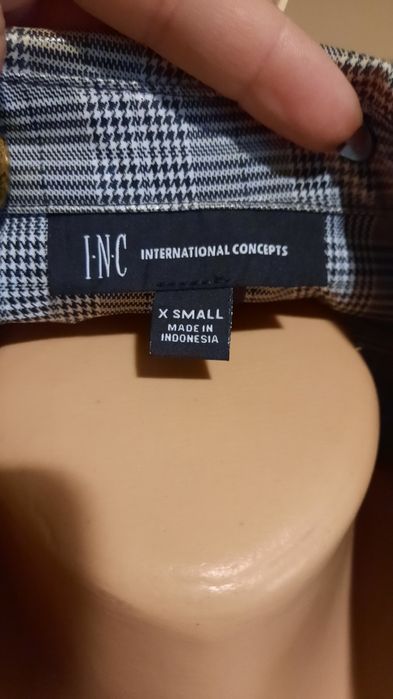 I·N·C INTERNATIONAL CONCEPTS
X SMALL
MADE IN
INDONESIA